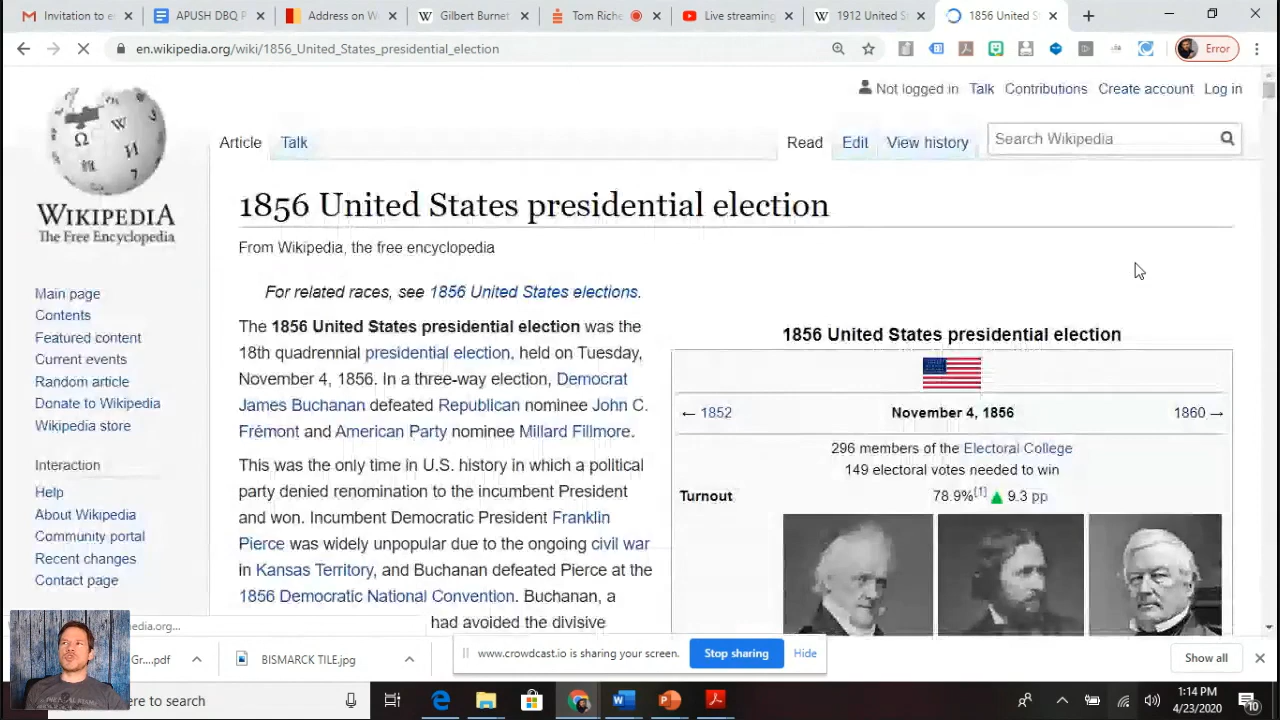 Invitation to e
APUSH DBQ P
Address on W
Gilbert Burnet
Tom Riche
Live streaming
1912 United S
1856 United S
en.wikipedia.org/wiki/1856_United_States_presidential_election
Error
Not logged in Talk Contributions Create account Log in
Article Talk Read Edit View history Search Wikipedia
WIKIPEDIA
The Free Encyclopedia
1856 United States presidential election
From Wikipedia, the free encyclopedia
Main page
Contents
Featured content
Current events
Random article
Donate to Wikipedia
Wikipedia store
Interaction
Help
About Wikipedia
Community portal
Recent changes
Contact page
For related races, see 1856 United States elections.
The 1856 United States presidential election was the
18th quadrennial presidential election, held on Tuesday,
November 4, 1856. In a three-way election, Democrat
James Buchanan defeated Republican nominee John C.
Frémont and American Party nominee Millard Fillmore.
This was the only time in U.S. history in which a political
party denied renomination to the incumbent President
and won. Incumbent Democratic President Franklin
Pierce was widely unpopular due to the ongoing civil war
in Kansas Territory, and Buchanan defeated Pierce at the
1856 Democratic National Convention. Buchanan, a
had avoided the divisive
1856 United States presidential election
← 1852 November 4, 1856 1860 →
296 members of the Electoral College
149 electoral votes needed to win
Turnout 78.9%[1] ▲ 9.3 pp
edia.org...
Gr....pdf
BISMARCK TILE.jpg
www.crowdcast.io is sharing your screen.
Stop sharing
Hide
Show all
here to search
1:14 PM
4/23/2020
10